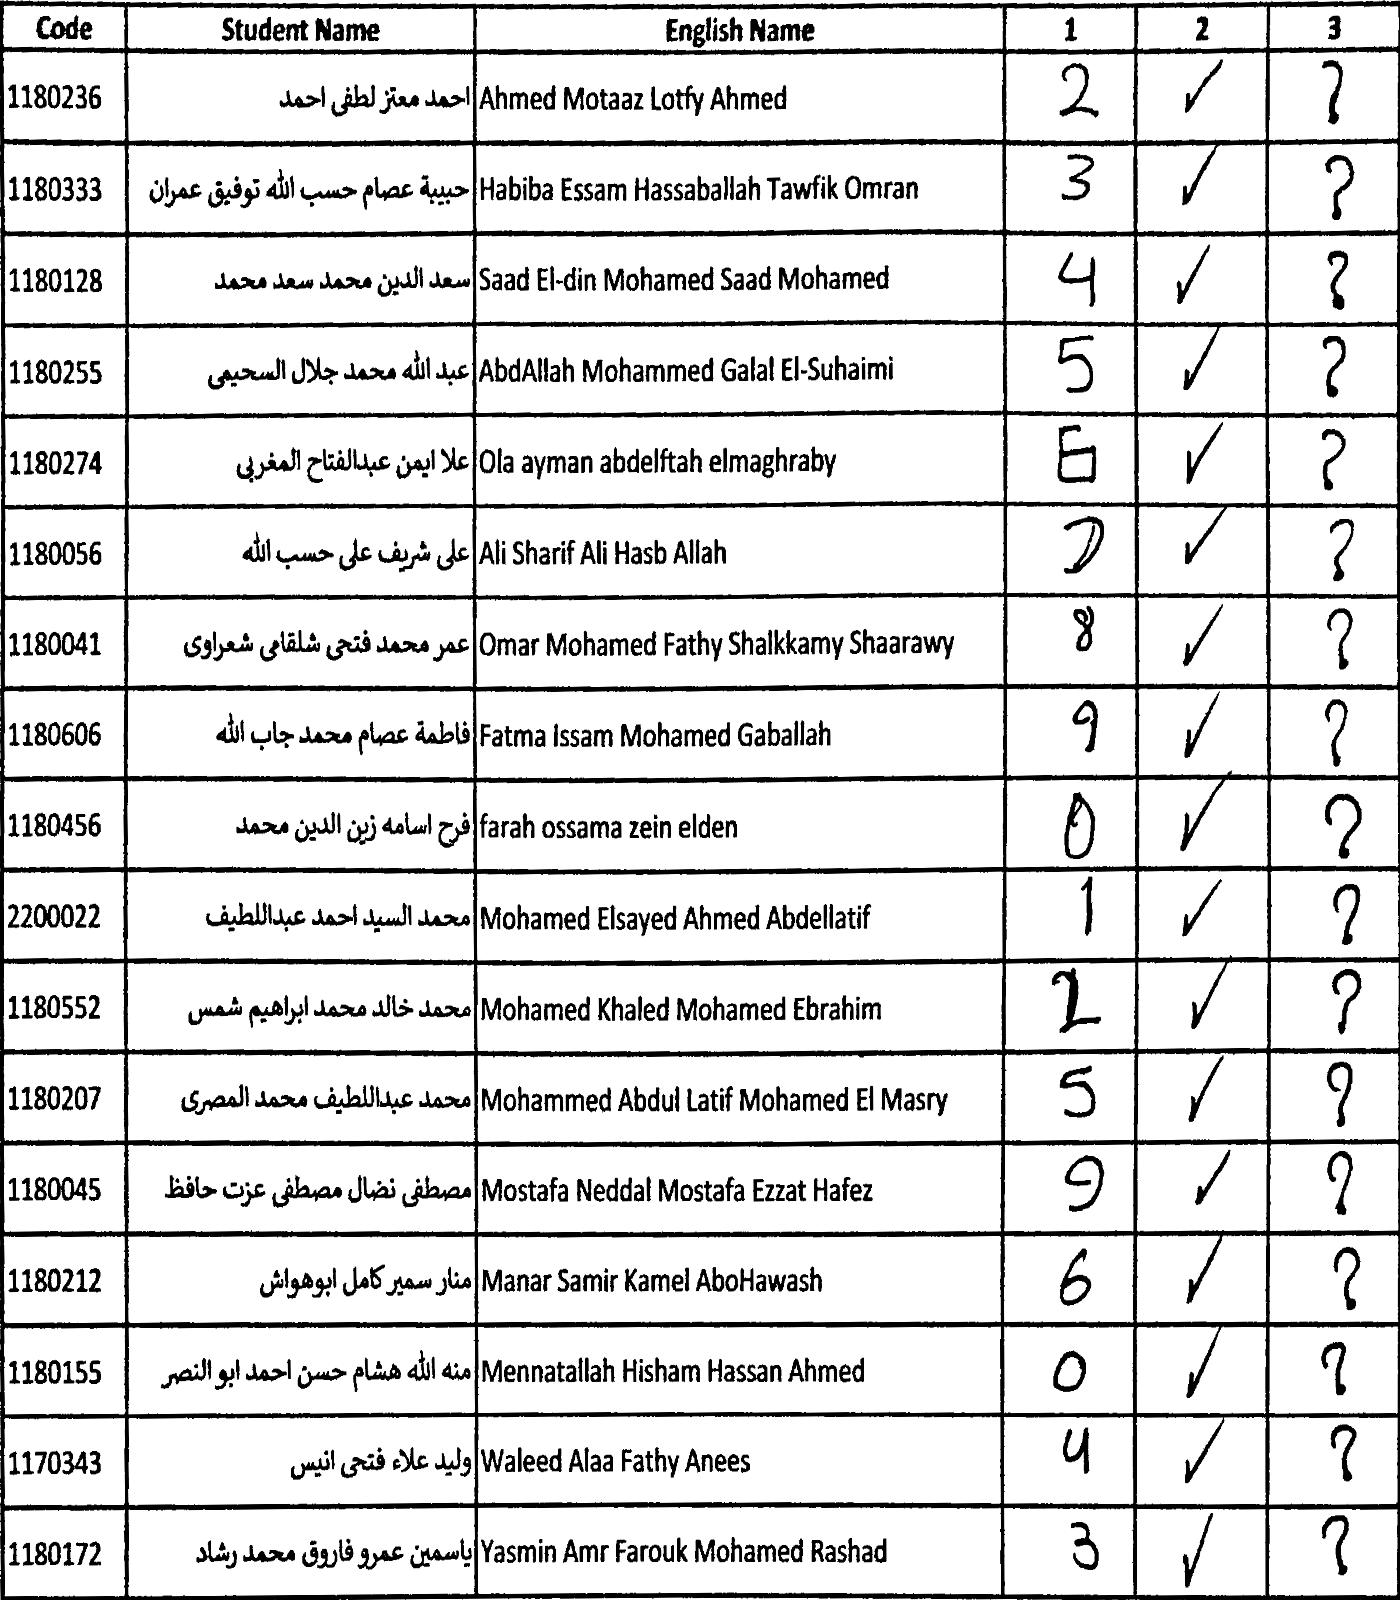 Code Student Name English Name 1 2 3
1180236 احمد معتز لطفى احمد Ahmed Motaaz Lotfy Ahmed 2 ✓ ?
1180333 حبيبة عصام حسب الله توفيق عمران Habiba Essam Hassaballah Tawfik Omran 3 ✓ ?
1180128 سعد الدين محمد سعد محمد Saad El-din Mohamed Saad Mohamed 4 ✓ ?
1180255 عبد الله محمد جلال السحيمى AbdAllah Mohammed Galal El-Suhaimi 5 ✓ ?
1180274 علا ايمن عبدالفتاح المغربى Ola ayman abdelftah elmaghraby 6 ✓ ?
1180056 على شريف على حسب الله Ali Sharif Ali Hasb Allah ✓ ?
1180041 عمر محمد فتحى شلقامى شعراوى Omar Mohamed Fathy Shalkkamy Shaarawy 8 ✓ ?
1180606 فاطمة عصام محمد جاب الله Fatma Issam Mohamed Gaballah 9 ✓ ?
1180456 فرح اسامه زين الدين محمد farah ossama zein elden 0 ✓ ?
2200022 محمد السيد احمد عبداللطيف Mohamed Elsayed Ahmed Abdellatif 1 ✓ ?
1180552 محمد خالد محمد ابراهيم شمس Mohamed Khaled Mohamed Ebrahim 2 ✓ ?
1180207 محمد عبداللطيف محمد المصرى Mohammed Abdul Latif Mohamed El Masry 5 ✓ ?
1180045 مصطفى نضال مصطفى عزت حافظ Mostafa Neddal Mostafa Ezzat Hafez 9 ✓ ?
1180212 منار سمير كامل ابوهواش Manar Samir Kamel AboHawash 6 ✓ ?
1180155 منه الله هشام حسن احمد ابو النصر Mennatallah Hisham Hassan Ahmed 0 ✓ ?
1170343 وليد علاء فتحى انيس Waleed Alaa Fathy Anees 4 ✓ ?
1180172 ياسمين عمرو فاروق محمد رشاد Yasmin Amr Farouk Mohamed Rashad 3 ✓ ?